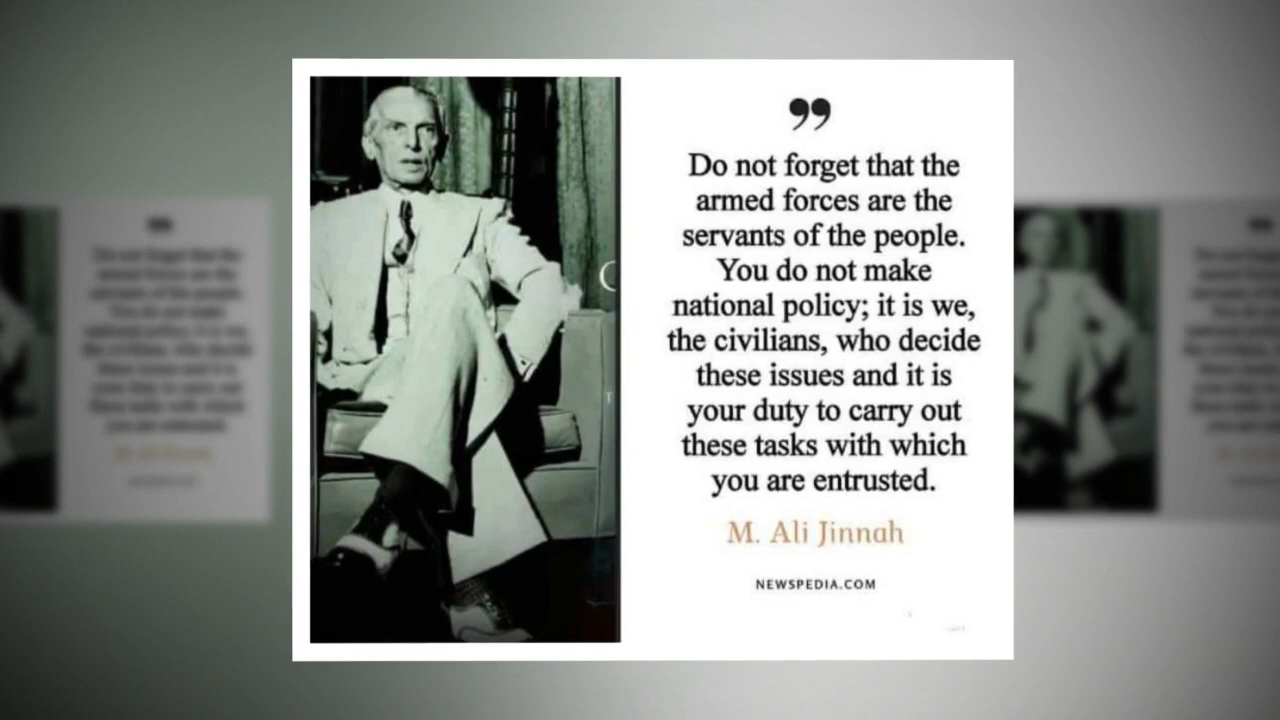 ”
Do not forget that the
armed forces are the
servants of the people.
You do not make
national policy; it is we,
the civilians, who decide
these issues and it is
your duty to carry out
these tasks with which
you are entrusted.
M. Ali Jinnah
NEWSPEDIA.COM